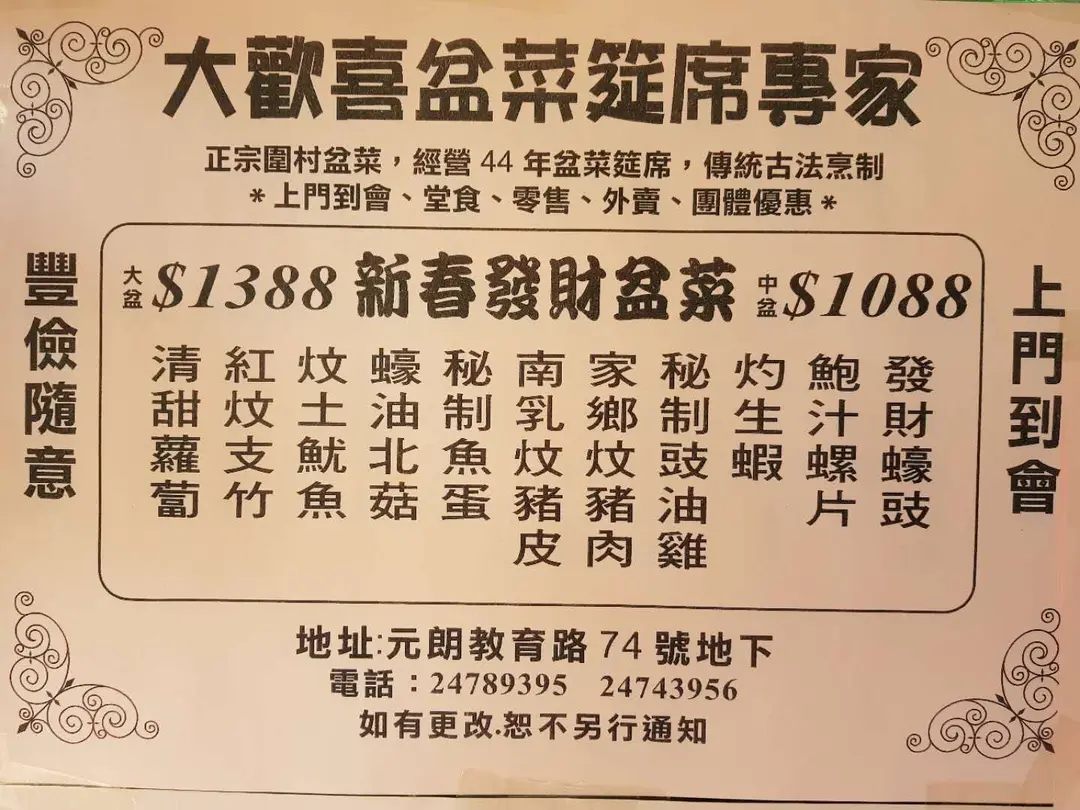 大歡喜盆菜筵席專家
正宗圍村盆菜，經營 44 年盆菜筵席，傳統古法烹制
*上門到會、堂食、零售、外賣、團體優惠*
上門到會
大盆 $1388 新春發財盆菜 中盆 $1088
發財蠔豉
鮑汁螺片
灼生蝦
秘制豉油雞
家鄉炆豬肉
南乳炆豬皮
秘制魚蛋
蠔油北菇
炆土魷魚
紅炆支竹
清甜蘿蔔
豐儉隨意
地址:元朗教育路 74 號地下
電話：24789395 24743956
如有更改.恕不另行通知